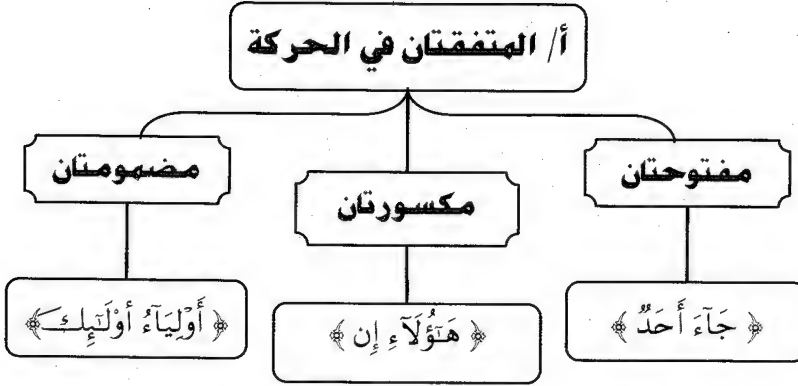 أ/ المتفقتان في الحركة
مفتوحتان
مكسورتان
مضمومتان
﴿ جَآءَ أَحَدٌ ﴾
﴿ هَـٰٓؤُلَآءِ إِن ﴾
﴿ أَوْلِيَآءُ أُوْلَـٰٓئِكَ ﴾